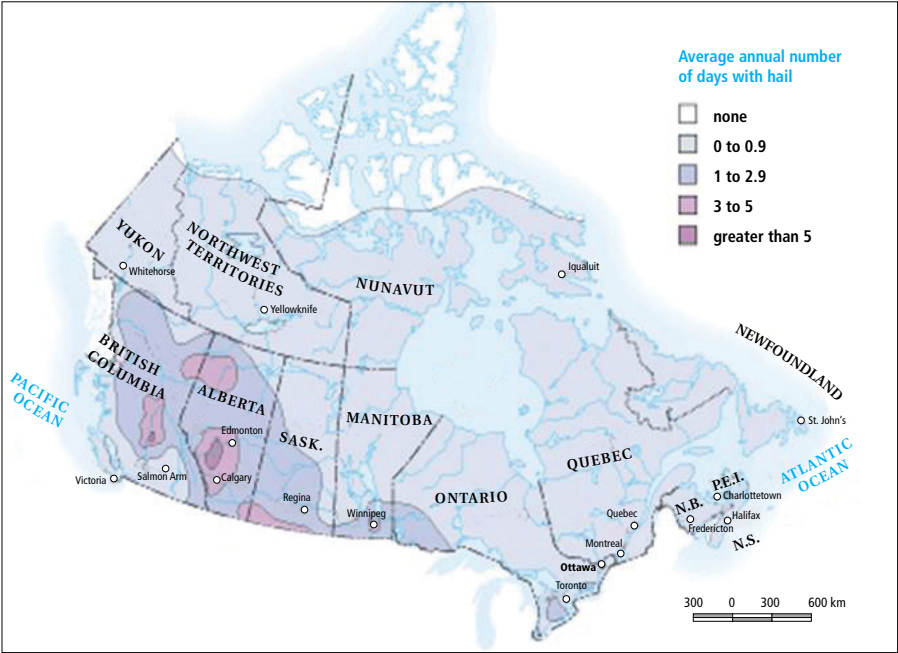 Average annual number
of days with hail
none
0 to 0.9
1 to 2.9
3 to 5
greater than 5
YUKON
Whitehorse
NORTHWEST
TERRITORIES
Yellowknife
NUNAVUT
Iqualuit
BRITISH
COLUMBIA
PACIFIC
OCEAN
ALBERTA
Edmonton
Calgary
Victoria
Salmon Arm
SASK.
Regina
MANITOBA
Winnipeg
ONTARIO
QUEBEC
Quebec
Montreal
Ottawa
Toronto
NEWFOUNDLAND
St. John's
ATLANTIC
OCEAN
P.E.I.
Charlottetown
N.B.
Fredericton
Halifax
N.S.
300 0 300 600 km